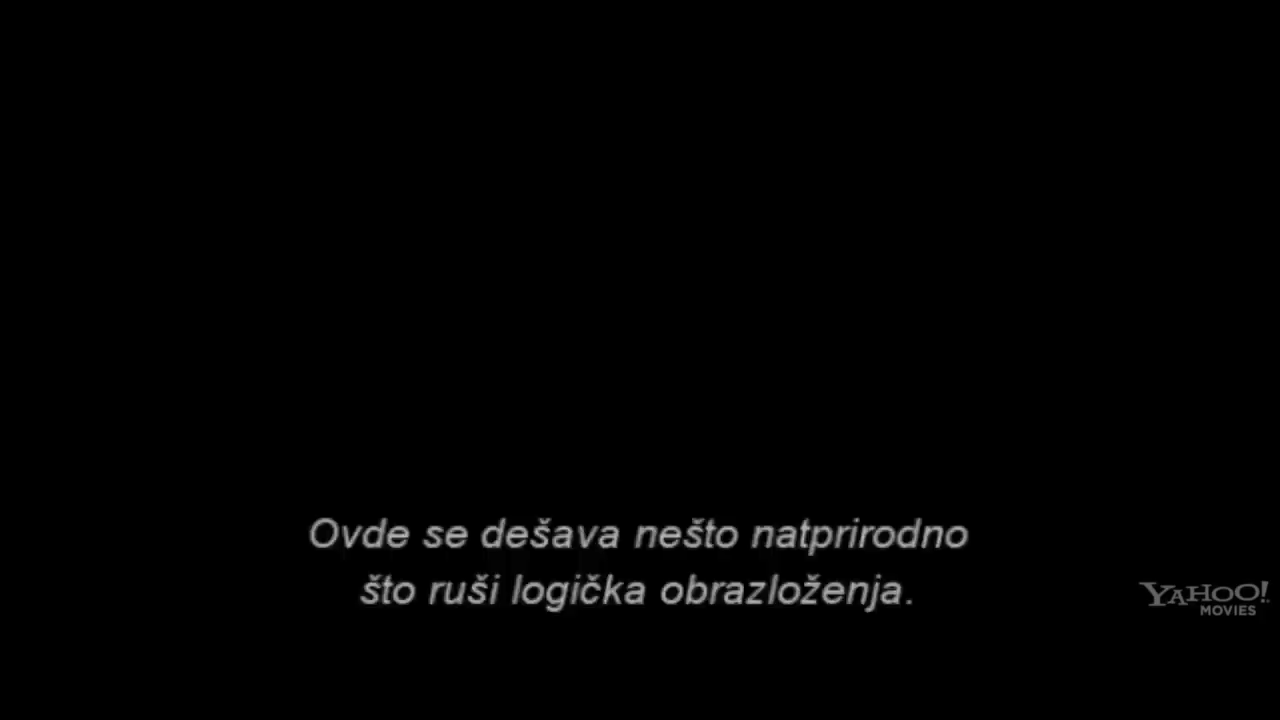 Ovde se dešava nešto natprirodno
što ruši logička obrazloženja.
YAHOO!
MOVIES